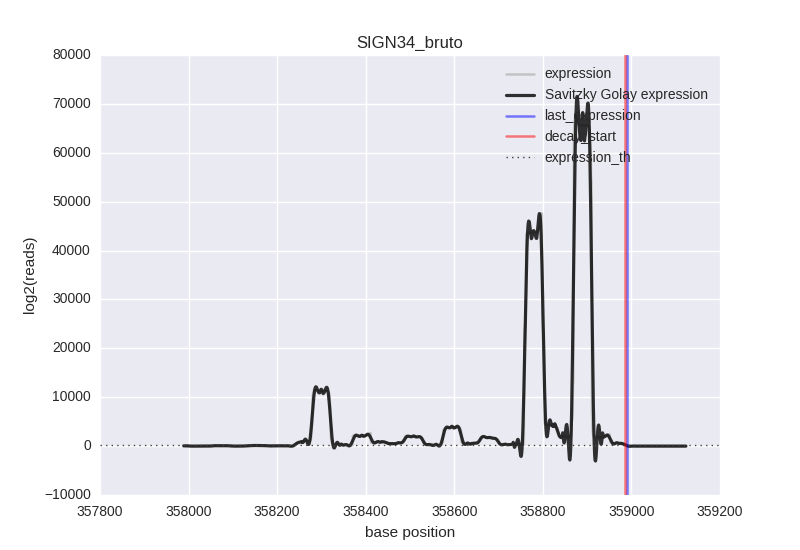 SIGN34_bruto
80000
70000
60000
50000
40000
30000
20000
10000
0
−10000
log2(reads)
expression
Savitzky Golay expression
last_expression
decai_start
expression_th
357800 358000 358200 358400 358600 358800 359000 359200
base position